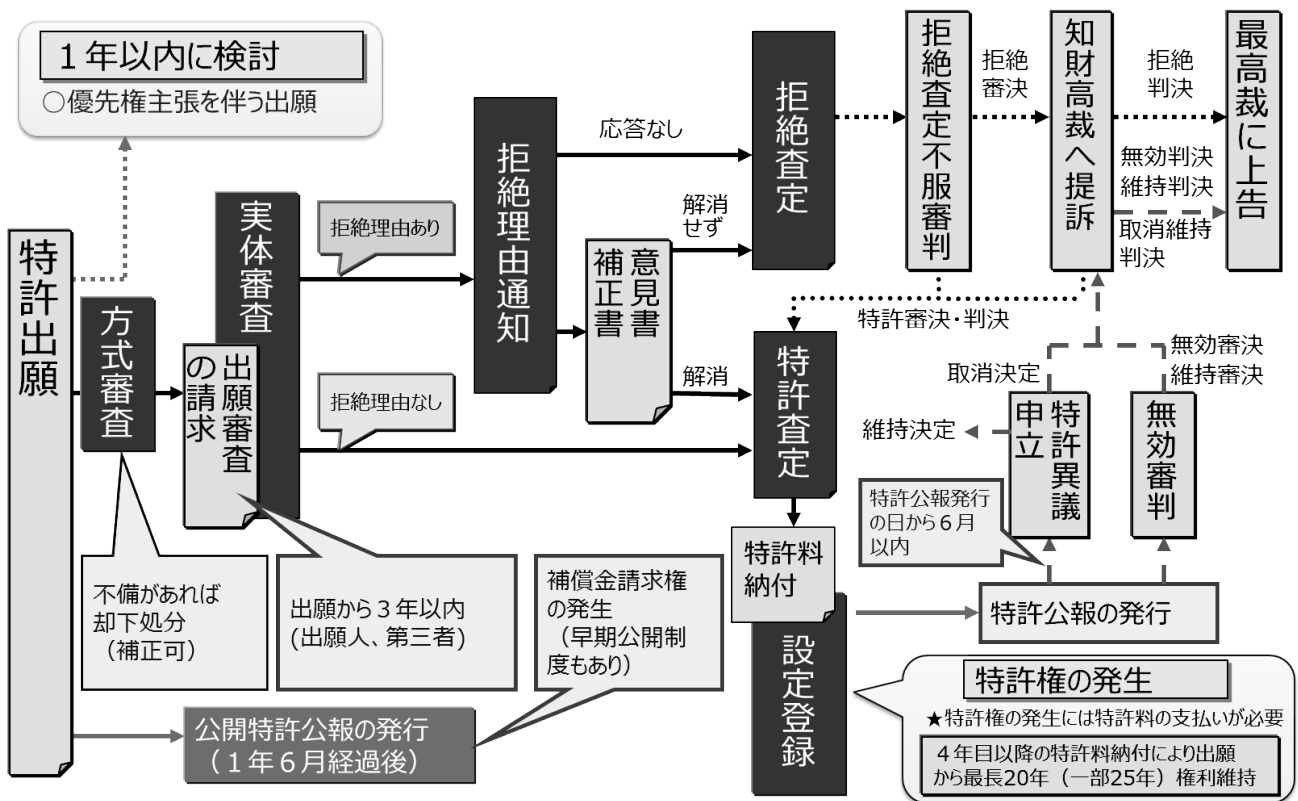 １年以内に検討
○優先権主張を伴う出願
特許出願
方式審査
実体審査
出願審査
の請求
拒絶理由あり
拒絶理由なし
拒絶理由通知
応答なし
意見書
補正書
解消
せず
解消
拒絶査定
特許査定
拒絶査定不服審判
拒絶
審決
知財高裁へ提訴
拒絶
判決
無効判決
維持判決
取消維持
判決
最高裁に上告
特許審決・判決
取消決定
無効審決
維持審決
維持決定
特許異議
申立
無効審判
特許公報発行
の日から６月
以内
特許公報の発行
特許料
納付
設定登録
不備があれば
却下処分
（補正可）
出願から３年以内
(出願人、第三者)
補償金請求権
の発生
（早期公開制
度もあり）
公開特許公報の発行
（１年６月経過後）
特許権の発生
★特許権の発生には特許料の支払いが必要
４年目以降の特許料納付により出願
から最長20年（一部25年）権利維持